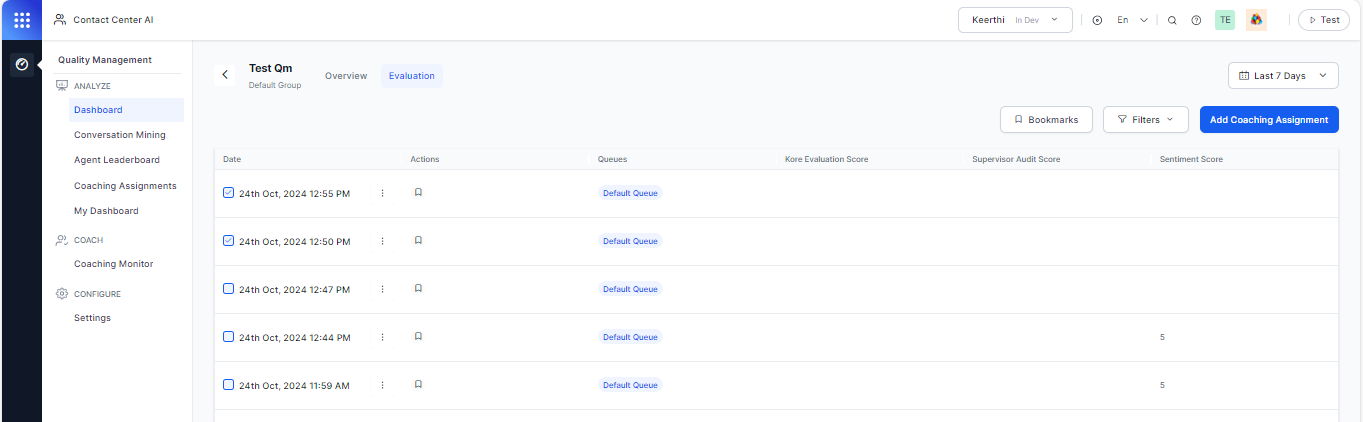 Contact Center AI
Keerthi In Dev
En
TE
Test
Quality Management
ANALYZE
Dashboard
Conversation Mining
Agent Leaderboard
Coaching Assignments
My Dashboard
COACH
Coaching Monitor
CONFIGURE
Settings
Test Qm
Default Group
Overview
Evaluation
Last 7 Days
Bookmarks
Filters
Add Coaching Assignment
Date Actions Queues Kore Evaluation Score Supervisor Audit Score Sentiment Score
24th Oct, 2024 12:55 PM Default Queue
24th Oct, 2024 12:50 PM Default Queue
24th Oct, 2024 12:47 PM Default Queue
24th Oct, 2024 12:44 PM Default Queue 5
24th Oct, 2024 11:59 AM Default Queue 5